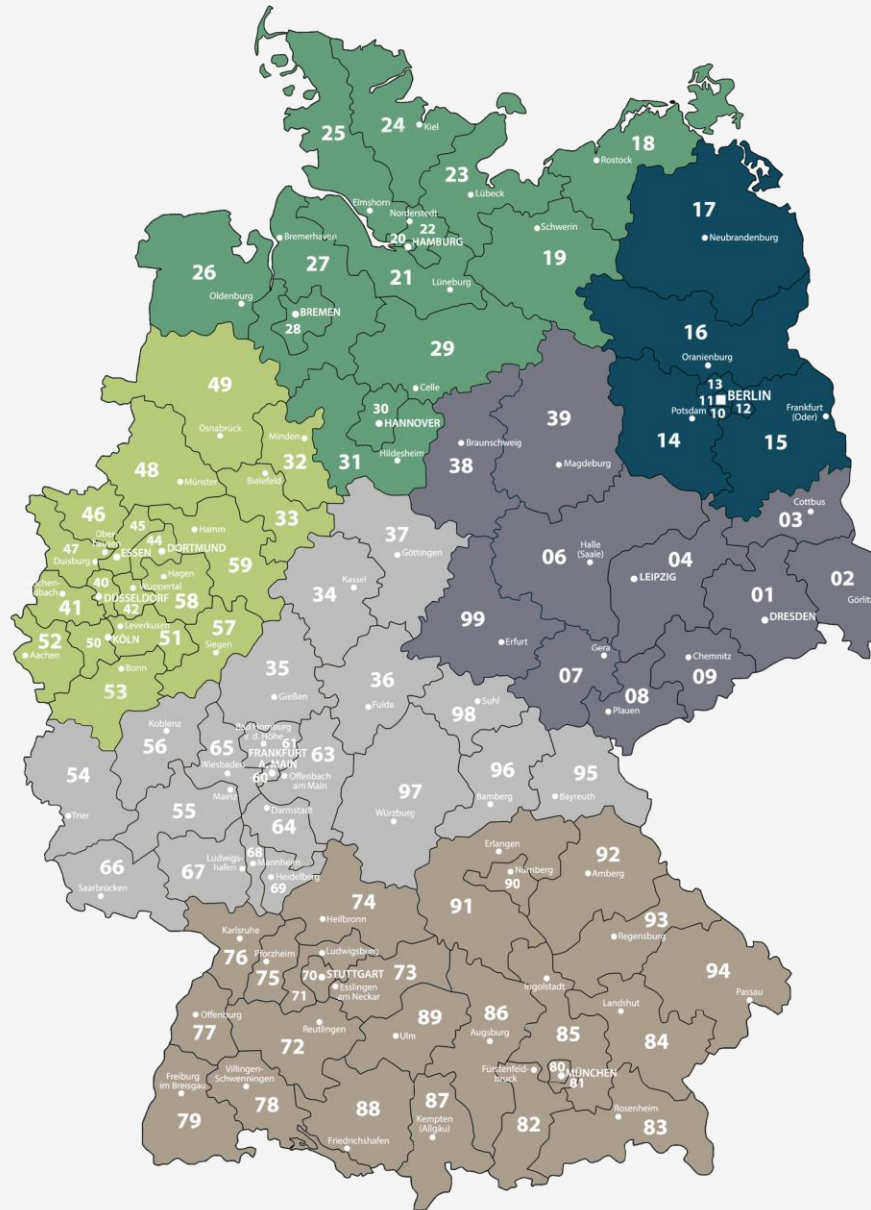 25
24
Kiel
18
Rostock
23
Lübeck
17
Elmshorn
Norderstedt
22
20
HAMBURG
Schwerin
Neubrandenburg
Bremerhaven
27
19
26
21
Lüneburg
Oldenburg
BREMEN
28
29
16
Oranienburg
49
Celle
13
BERLIN
11
10
12
Potsdam
Frankfurt
(Oder)
14
15
30
HANNOVER
39
Osnabrück
Minden
32
Braunschweig
38
31
Hildesheim
Magdeburg
48
Münster
Bielefeld
46
33
Cottbus
03
45
Ober
hausen
Hamm
37
Göttingen
47
44
DORTMUND
ESSEN
Duisburg
59
06
Halle
(Saale)
04
LEIPZIG
Hagen
40
Wuppertal
DÜSSELDORF
41
42
58
34
Kassel
01
DRESDEN
02
Görlitz
Leverkusen
99
Erfurt
52
50
KÖLN
51
57
Siegen
Aachen
Bonn
53
Gera
Chemnitz
07
08
09
Plauen
35
Gießen
36
Fulda
Suhl
98
Koblenz
56
Bad Homburg
v. d. Höhe
65
61
63
FRANKFURT
A. MAIN
Wiesbaden
60
Offenbach
am Main
54
Trier
Mainz
55
Darmstadt
64
97
Würzburg
96
Bamberg
95
Bayreuth
66
Saarbrücken
67
Ludwigs-
hafen
68
Mannheim
Heidelberg
69
Erlangen
Nürnberg
90
92
Amberg
74
Heilbronn
91
93
Regensburg
Karlsruhe
76
Pforzheim
75
Ludwigsburg
70
STUTTGART
73
Esslingen
am Neckar
71
94
Passau
Ingolstadt
Landshut
Offenburg
77
72
Reutlingen
89
Ulm
86
Augsburg
85
84
Fürstenfeld-
bruck
80
MÜNCHEN
81
Freiburg
im Breisgau
79
Villingen-
Schwenningen
78
88
Friedrichshafen
87
Kempten
(Allgäu)
82
Rosenheim
83